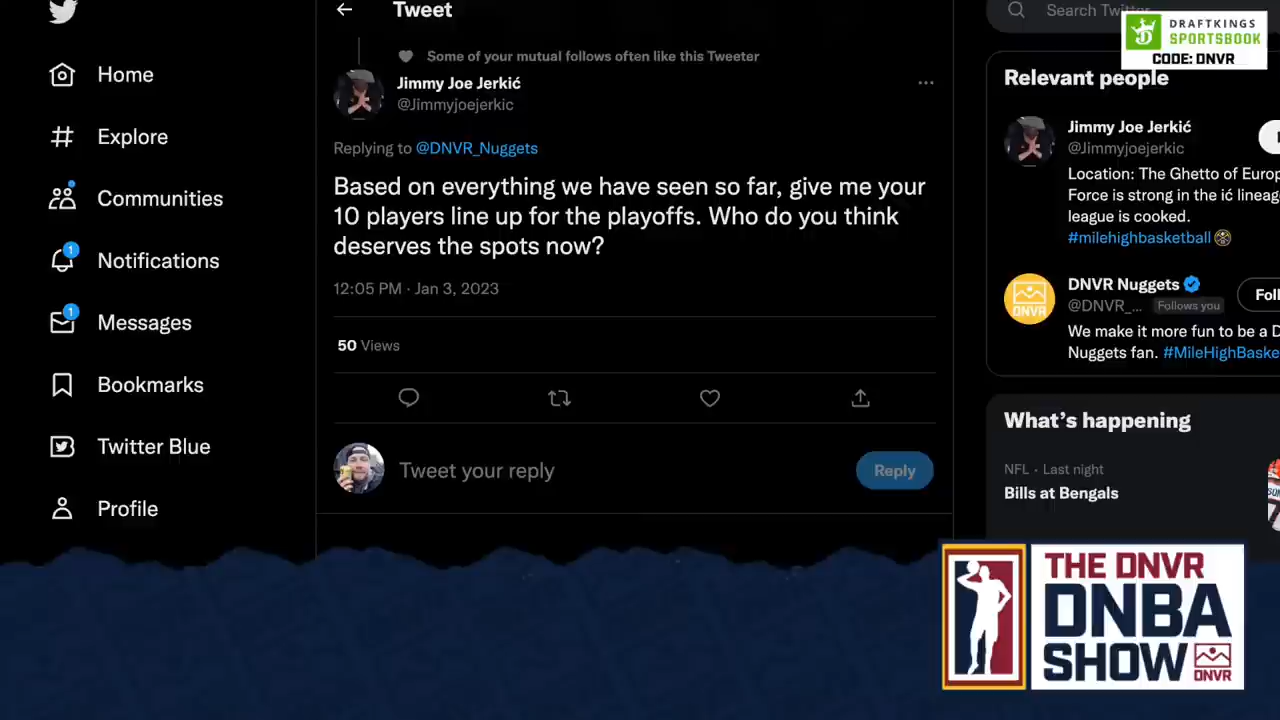 Home
Explore
Communities
1
Notifications
1
Messages
Bookmarks
Twitter Blue
Profile
Tweet
Some of your mutual follows often like this Tweeter
Jimmy Joe Jerkić
@Jimmyjoejerkic
Replying to @DNVR_Nuggets
Based on everything we have seen so far, give me your
10 players line up for the playoffs. Who do you think
deserves the spots now?
12:05 PM · Jan 3, 2023
50 Views
Tweet your reply
Reply
Search Twitter
DRAFTKINGS
SPORTSBOOK
CODE: DNVR
Relevant people
Jimmy Joe Jerkić
@Jimmyjoejerkic
Location: The Ghetto of Europ
Force is strong in the ić lineag
league is cooked.
#milehighbasketball
DNVR
DNVR Nuggets
@DNVR_... Follows you
Foll
We make it more fun to be a D
Nuggets fan. #MileHighBaske
What's happening
NFL · Last night
Bills at Bengals
THE DNVR
DNBA
SHOW
DNVR